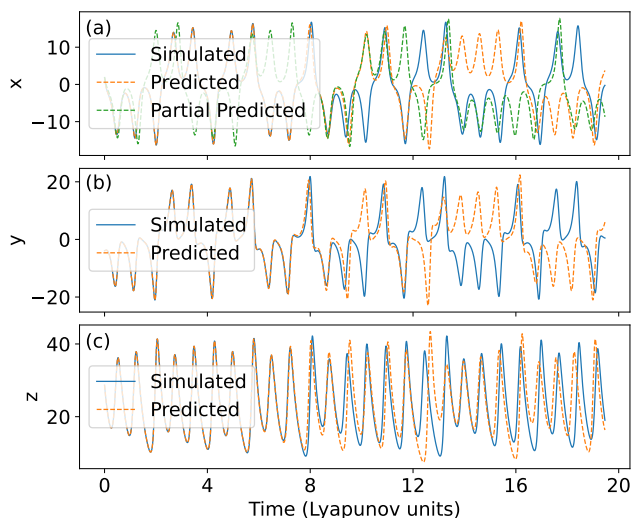 (a)
Simulated
Predicted
Partial Predicted
10
0
−10
x
(b)
Simulated
Predicted
20
0
−20
y
(c)
Simulated
Predicted
40
20
z
0 4 8 12 16 20
Time (Lyapunov units)